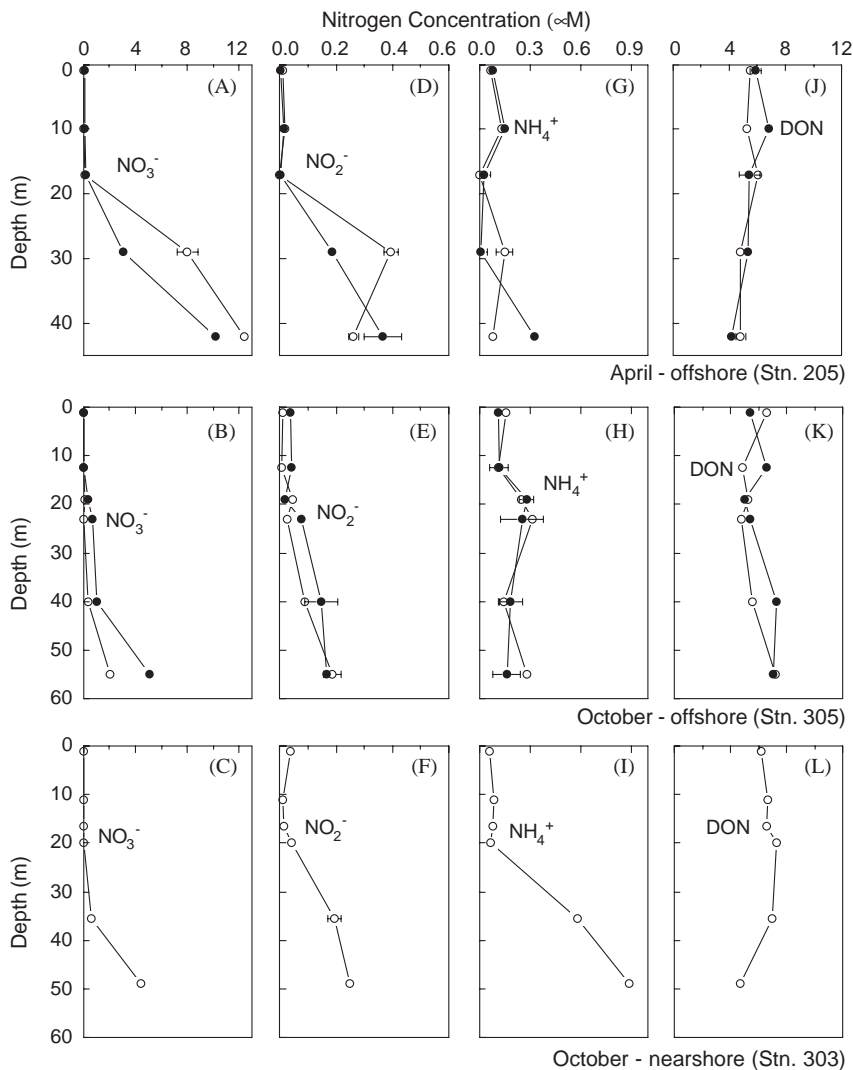 Nitrogen Concentration (∝M)
0 4 8 12 0.0 0.2 0.4 0.6 0.0 0.3 0.6 0.9 0 4 8 12
0 (A) (D) (G) (J)
10 NH₄⁺ DON
NO₃⁻ NO₂⁻
20
Depth (m)
30
40
April - offshore (Stn. 205)
0 (B) (E) (H) (K)
10 DON
NH₄⁺
20 NO₃⁻ NO₂⁻
30
Depth (m)
40
50
60
October - offshore (Stn. 305)
0 (C) (F) (I) (L)
10
20 NO₃⁻ NO₂⁻ NH₄⁺ DON
30
Depth (m)
40
50
60
October - nearshore (Stn. 303)